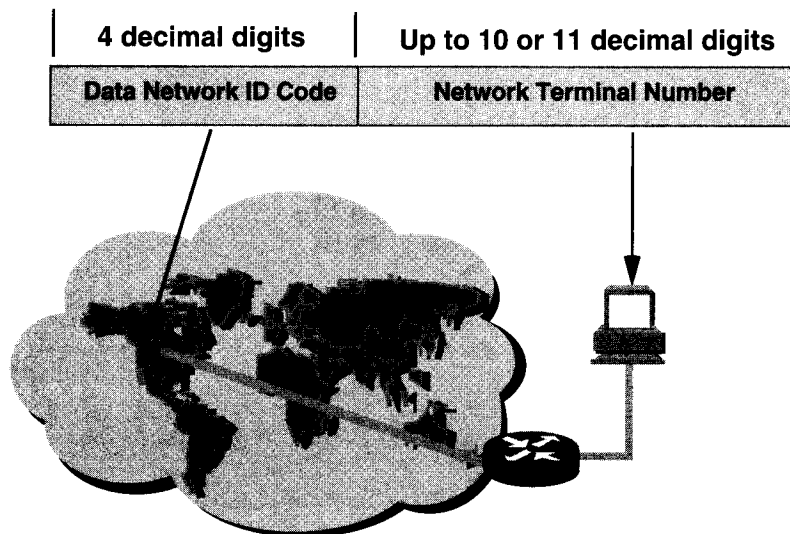 4 decimal digits
Up to 10 or 11 decimal digits
Data Network ID Code
Network Terminal Number